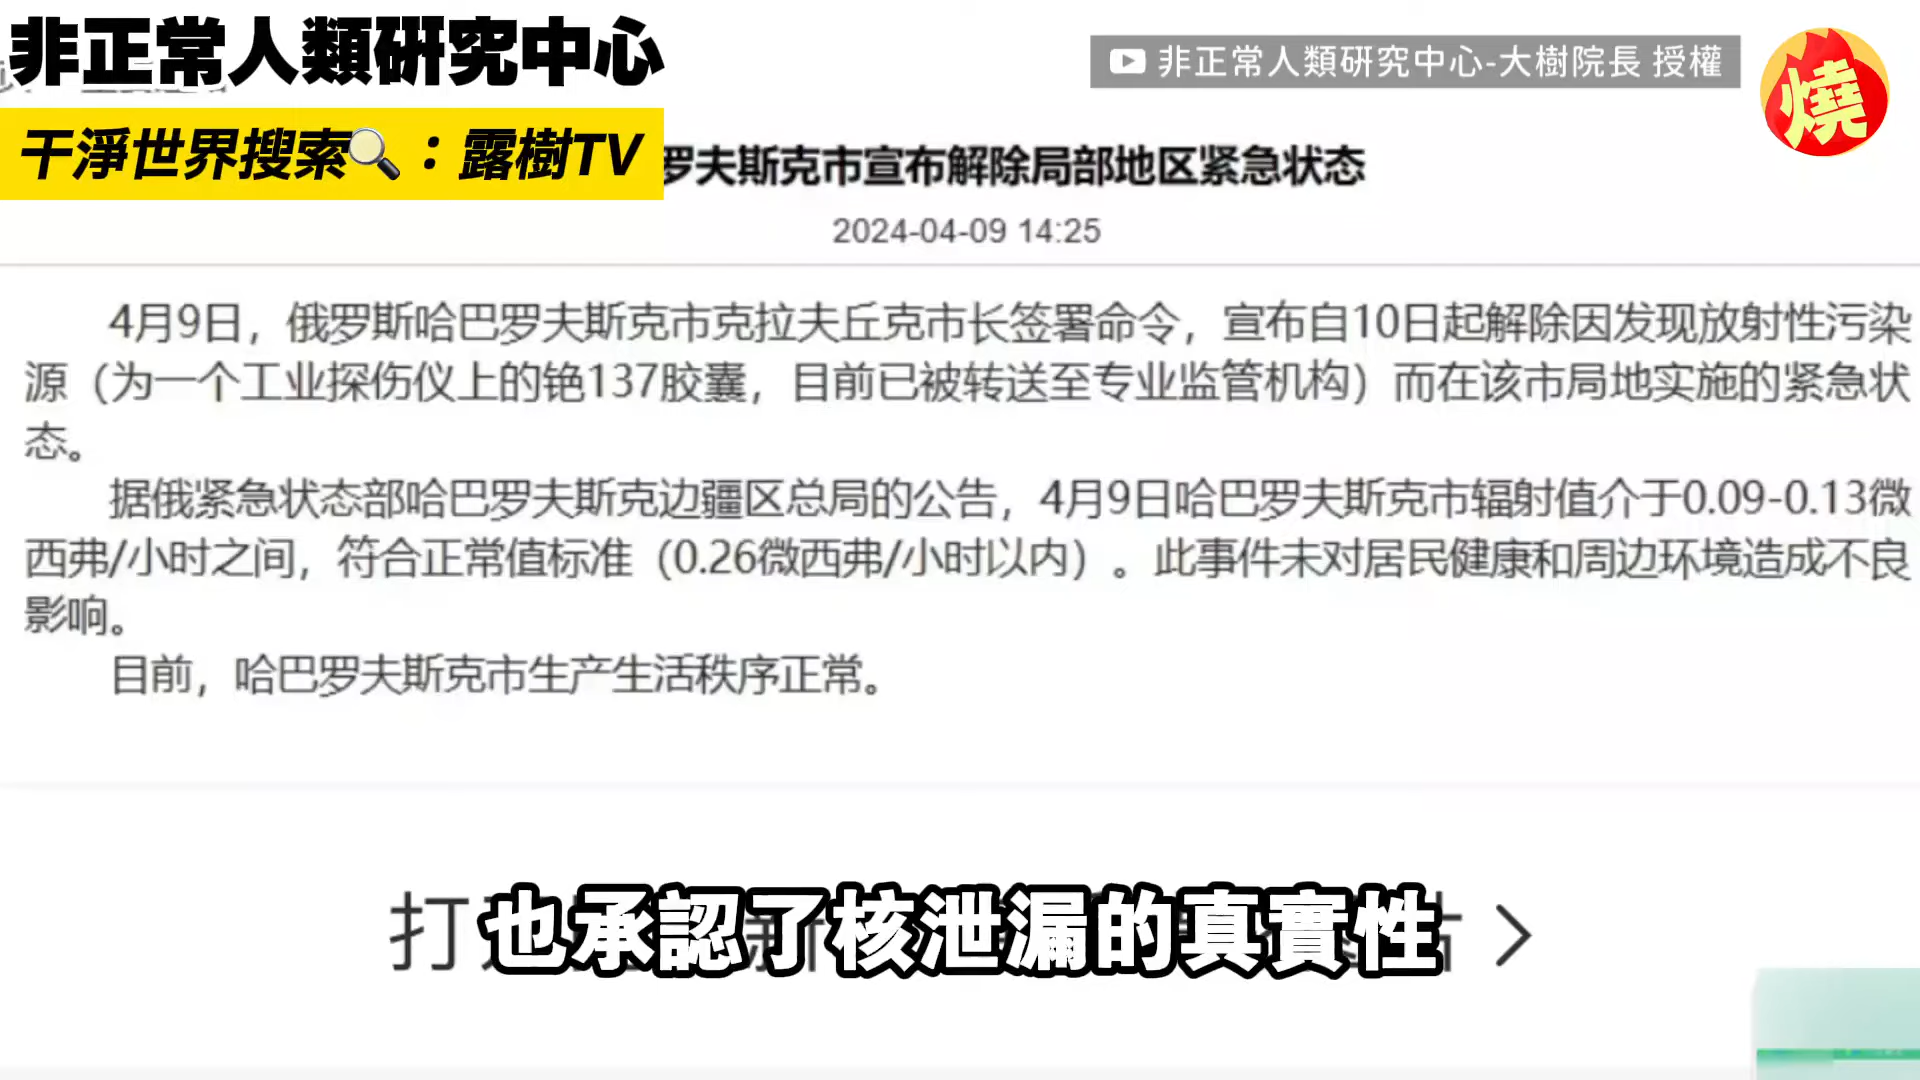 非正常人類研究中心
非正常人類研究中心-大樹院長 授權
燒
干淨世界搜索：露樹TV
罗夫斯克市宣布解除局部地区紧急状态
2024-04-09 14:25
4月9日，俄罗斯哈巴罗夫斯克市克拉夫丘克市长签署命令，宣布自10日起解除因发现放射性污染
源（为一个工业探伤仪上的铯137胶囊，目前已被转送至专业监管机构）而在该市局地实施的紧急状
态。
据俄紧急状态部哈巴罗夫斯克边疆区总局的公告，4月9日哈巴罗夫斯克市辐射值介于0.09-0.13微
西弗/小时之间，符合正常值标准（0.26微西弗/小时以内）。此事件未对居民健康和周边环境造成不良
影响。
目前，哈巴罗夫斯克市生产生活秩序正常。
打
也承認了核泄漏的真實性